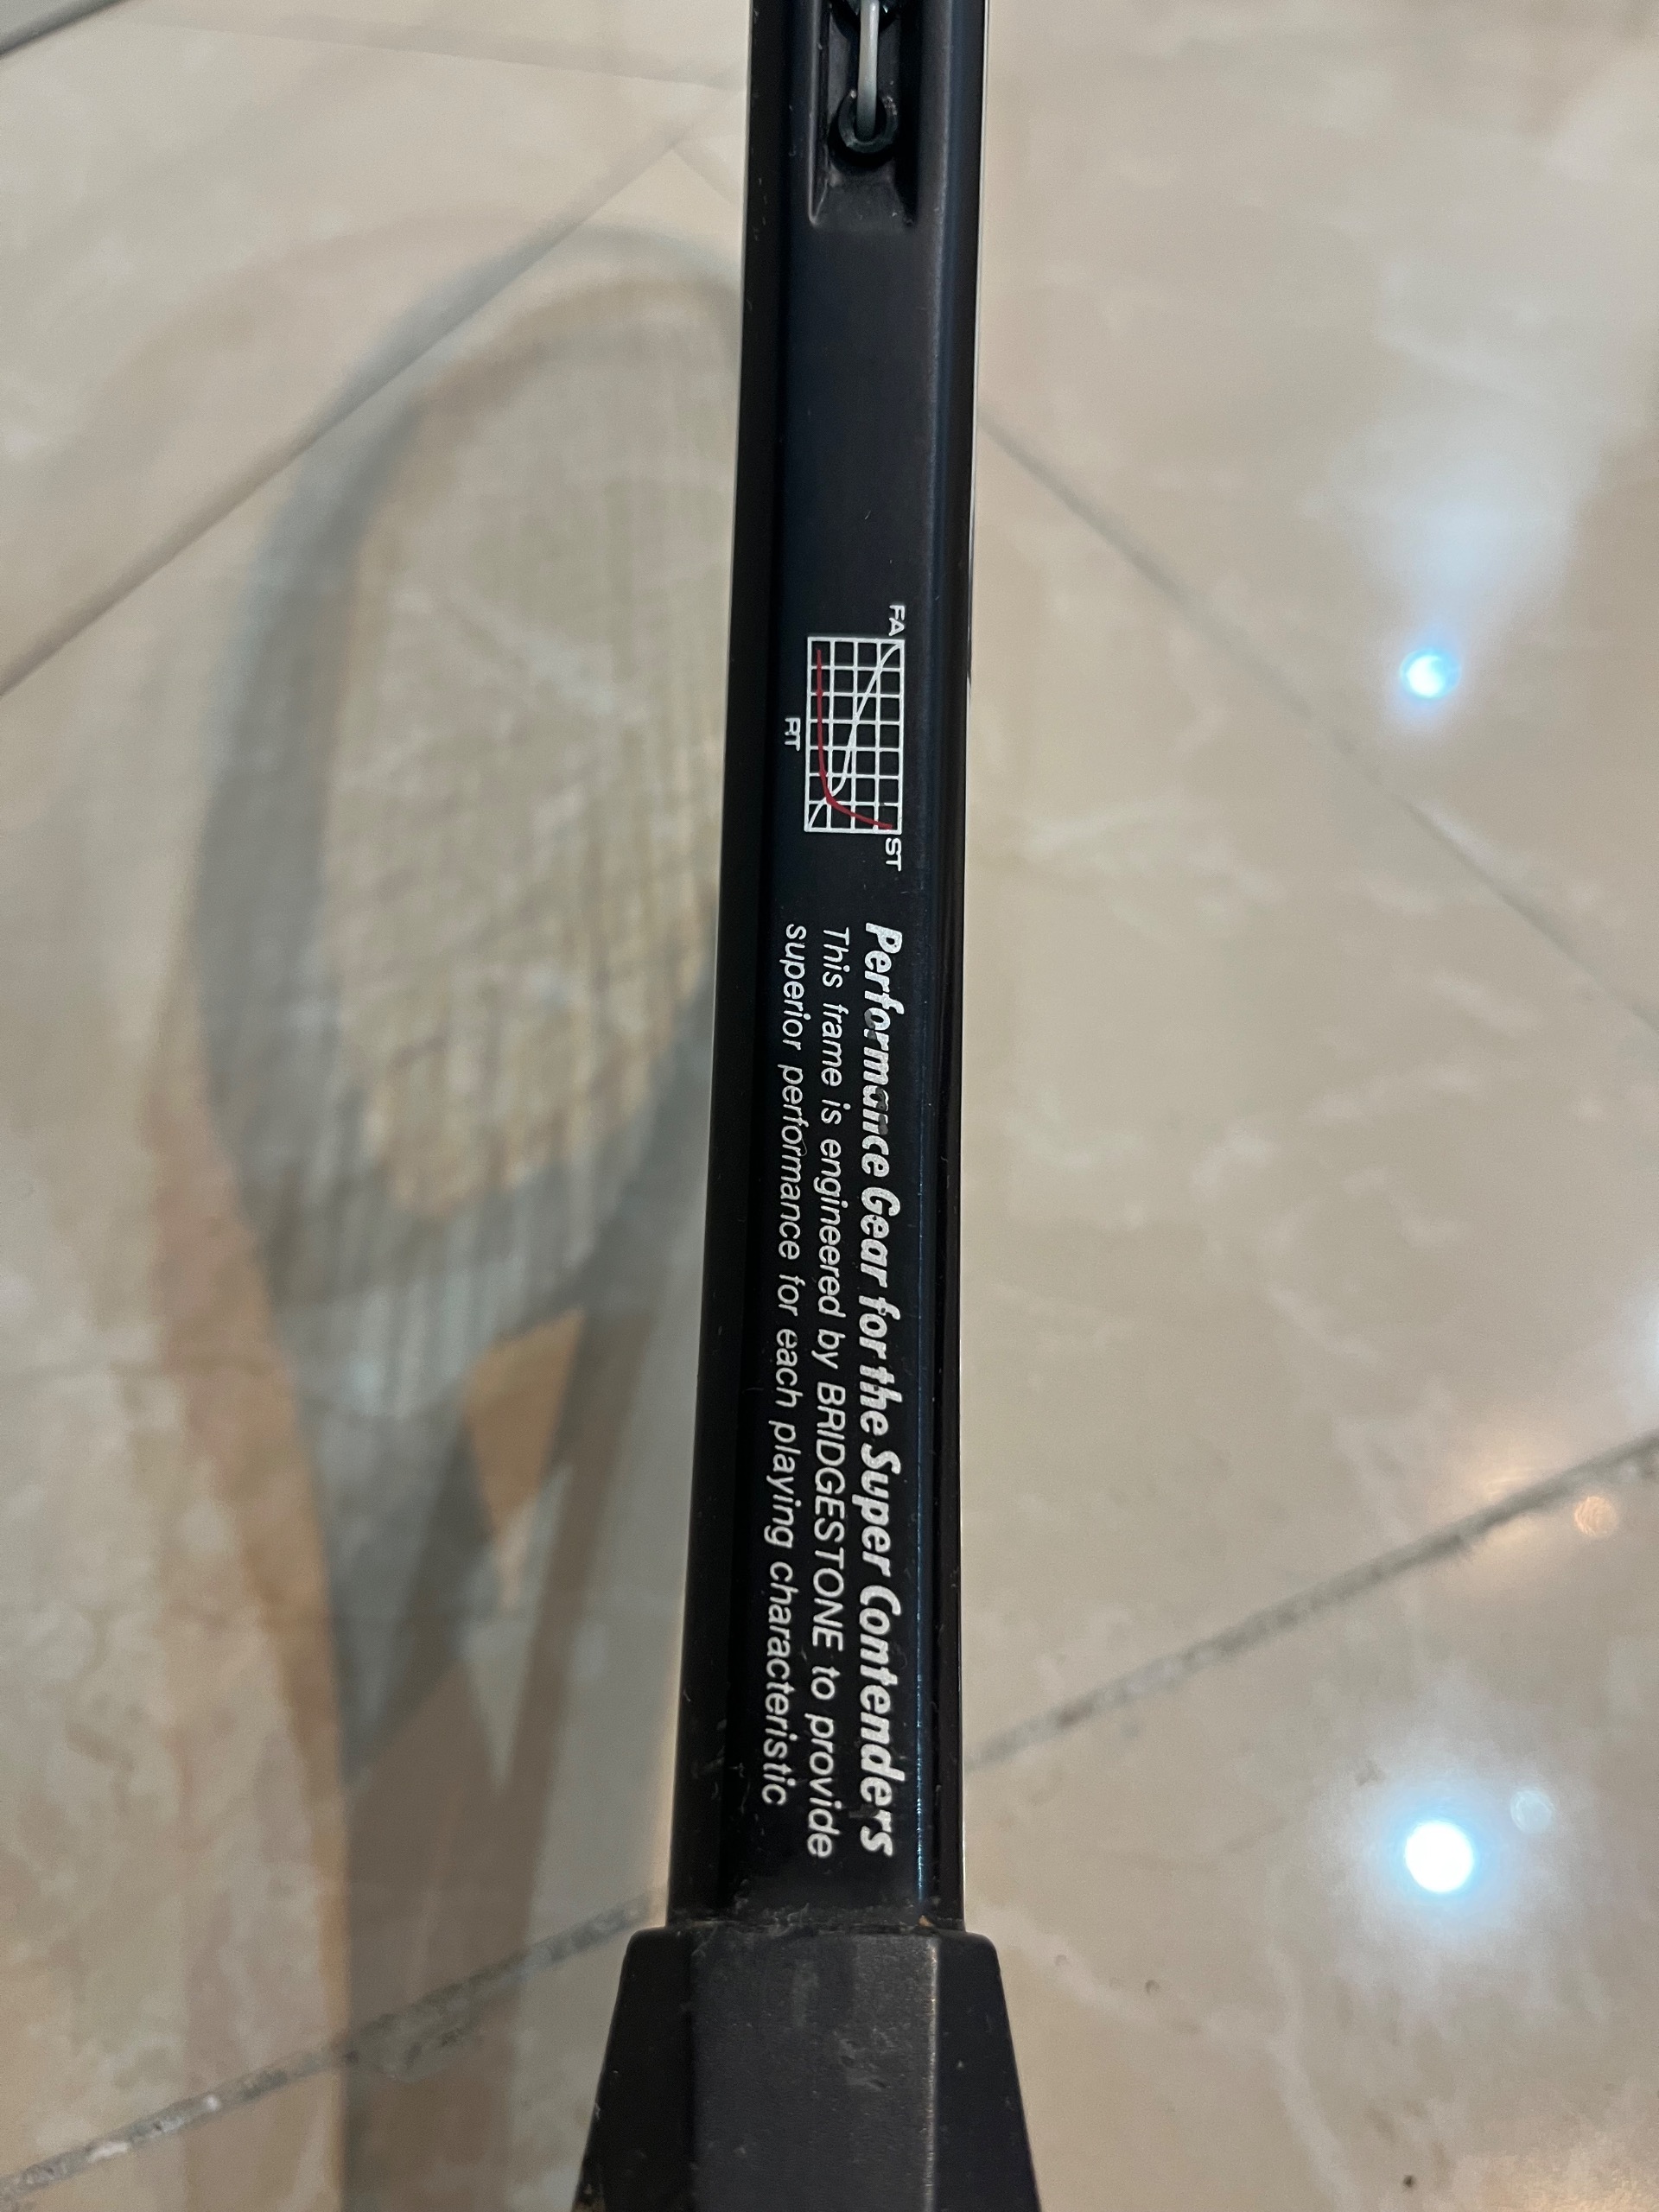 FA
ST
RT
Performance Gear for the Super Contenders
This frame is engineered by BRIDGESTONE to provide
superior performance for each playing characteristic